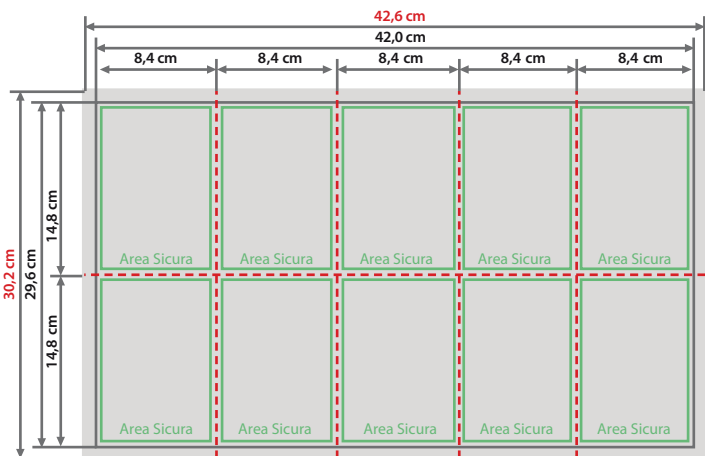 42,6 cm
42,0 cm
8,4 cm 8,4 cm 8,4 cm 8,4 cm 8,4 cm
30,2 cm
29,6 cm
14,8 cm
Area Sicura Area Sicura Area Sicura Area Sicura Area Sicura
14,8 cm
Area Sicura Area Sicura Area Sicura Area Sicura Area Sicura